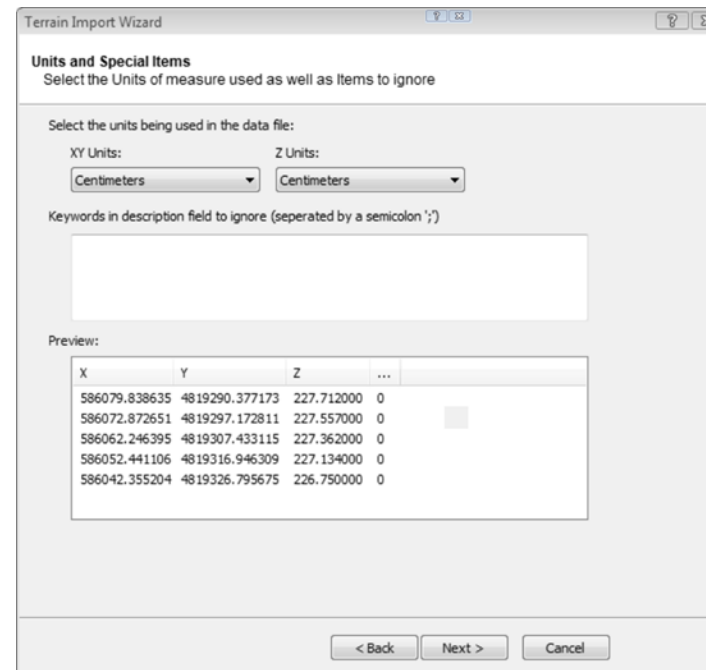 Terrain Import Wizard
Units and Special Items
Select the Units of measure used as well as Items to ignore
Select the units being used in the data file:
XY Units: Z Units:
Centimeters Centimeters
Keywords in description field to ignore (seperated by a semicolon ';')
Preview:
X Y Z ...
586079.838635 4819290.377173 227.712000 0
586072.872651 4819297.172811 227.557000 0
586062.246395 4819307.433115 227.362000 0
586052.441106 4819316.946309 227.134000 0
586042.355204 4819326.795675 226.750000 0
< Back Next > Cancel